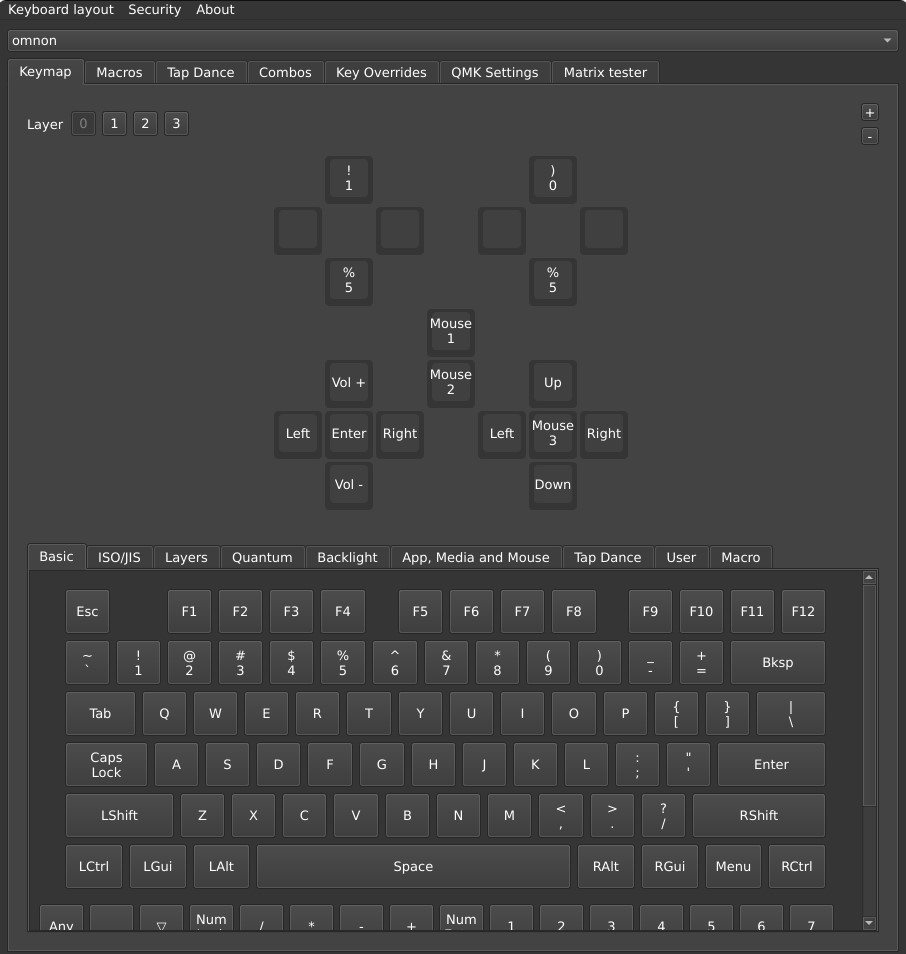 Keyboard layout Security About
omnon
Keymap Macros Tap Dance Combos Key Overrides QMK Settings Matrix tester
Layer 0 1 2 3 +
-
! )
1 0
% %
5 5
Mouse
1
Vol + Mouse
2 Up
Left Enter Right Left Mouse
3 Right
Vol - Down
Basic ISO/JIS Layers Quantum Backlight App, Media and Mouse Tap Dance User Macro
Esc F1 F2 F3 F4 F5 F6 F7 F8 F9 F10 F11 F12
~ ! @ # $ % ^ & * ( ) _ +
` 1 2 3 4 5 6 7 8 9 0 - = Bksp
Tab Q W E R T Y U I O P { } |
[ ] \
Caps
Lock A S D F G H J K L : "
; ' Enter
LShift Z X C V B N M < > ?
, . / RShift
LCtrl LGui LAlt Space RAlt RGui Menu RCtrl
Any ▽ Num / * - + Num 1 2 3 4 5 6 7